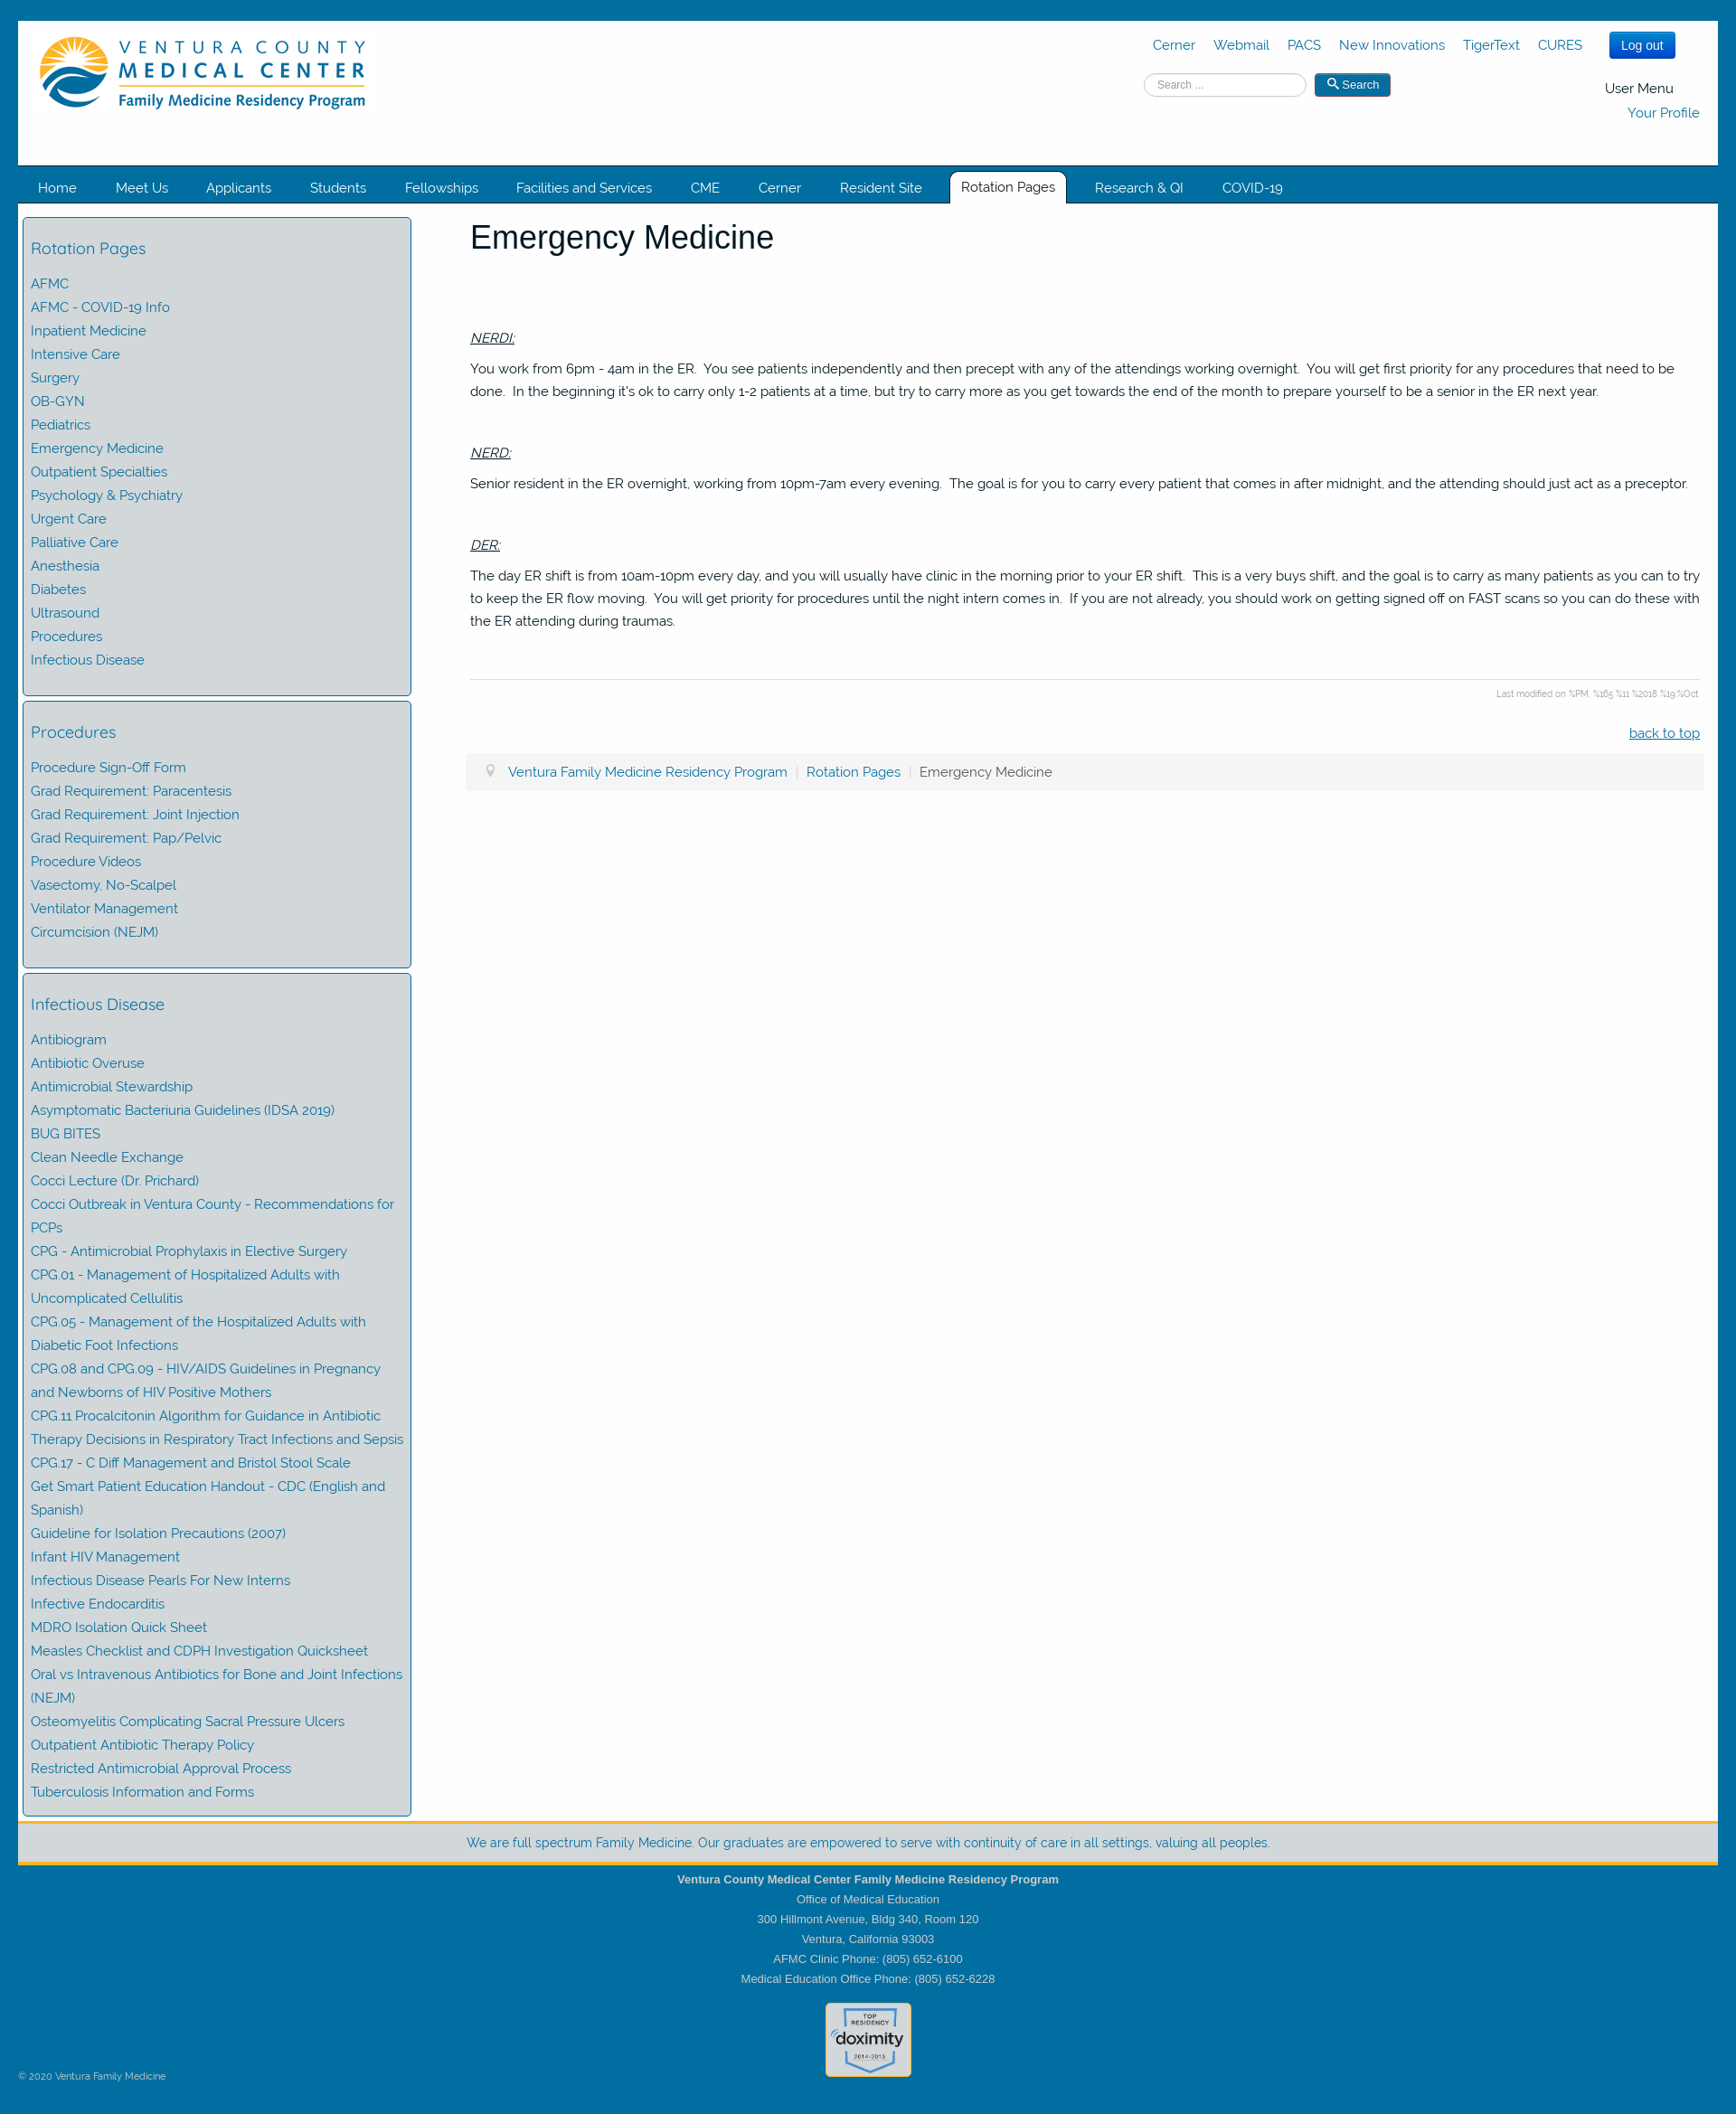 VENTURA COUNTY
MEDICAL CENTER
Family Medicine Residency Program
Cerner Webmail PACS New Innovations TigerText CURES Log out
Search ... Search
User Menu
Your Profile
Home Meet Us Applicants Students Fellowships Facilities and Services CME Cerner Resident Site Rotation Pages Research & QI COVID-19
Rotation Pages
AFMC
AFMC - COVID-19 Info
Inpatient Medicine
Intensive Care
Surgery
OB-GYN
Pediatrics
Emergency Medicine
Outpatient Specialties
Psychology & Psychiatry
Urgent Care
Palliative Care
Anesthesia
Diabetes
Ultrasound
Procedures
Infectious Disease
Procedures
Procedure Sign-Off Form
Grad Requirement: Paracentesis
Grad Requirement: Joint Injection
Grad Requirement: Pap/Pelvic
Procedure Videos
Vasectomy, No-Scalpel
Ventilator Management
Circumcision (NEJM)
Infectious Disease
Antibiogram
Antibiotic Overuse
Antimicrobial Stewardship
Asymptomatic Bacteriuria Guidelines (IDSA 2019)
BUG BITES
Clean Needle Exchange
Cocci Lecture (Dr. Prichard)
Cocci Outbreak in Ventura County - Recommendations for
PCPs
CPG - Antimicrobial Prophylaxis in Elective Surgery
CPG.01 - Management of Hospitalized Adults with
Uncomplicated Cellulitis
CPG.05 - Management of the Hospitalized Adults with
Diabetic Foot Infections
CPG.08 and CPG.09 - HIV/AIDS Guidelines in Pregnancy
and Newborns of HIV Positive Mothers
CPG.11 Procalcitonin Algorithm for Guidance in Antibiotic
Therapy Decisions in Respiratory Tract Infections and Sepsis
CPG.17 - C Diff Management and Bristol Stool Scale
Get Smart Patient Education Handout - CDC (English and
Spanish)
Guideline for Isolation Precautions (2007)
Infant HIV Management
Infectious Disease Pearls For New Interns
Infective Endocarditis
MDRO Isolation Quick Sheet
Measles Checklist and CDPH Investigation Quicksheet
Oral vs Intravenous Antibiotics for Bone and Joint Infections
(NEJM)
Osteomyelitis Complicating Sacral Pressure Ulcers
Outpatient Antibiotic Therapy Policy
Restricted Antimicrobial Approval Process
Tuberculosis Information and Forms
Emergency Medicine
NERDI:
You work from 6pm - 4am in the ER. You see patients independently and then precept with any of the attendings working overnight. You will get first priority for any procedures that need to be
done. In the beginning it's ok to carry only 1-2 patients at a time, but try to carry more as you get towards the end of the month to prepare yourself to be a senior in the ER next year.
NERD:
Senior resident in the ER overnight, working from 10pm-7am every evening. The goal is for you to carry every patient that comes in after midnight, and the attending should just act as a preceptor.
DER:
The day ER shift is from 10am-10pm every day, and you will usually have clinic in the morning prior to your ER shift. This is a very buys shift, and the goal is to carry as many patients as you can to try
to keep the ER flow moving. You will get priority for procedures until the night intern comes in. If you are not already, you should work on getting signed off on FAST scans so you can do these with
the ER attending during traumas.
Last modified on %PM, %165 %11 %2018 %19:%Oct
back to top
Ventura Family Medicine Residency Program | Rotation Pages | Emergency Medicine
We are full spectrum Family Medicine. Our graduates are empowered to serve with continuity of care in all settings, valuing all peoples.
Ventura County Medical Center Family Medicine Residency Program
Office of Medical Education
300 Hillmont Avenue, Bldg 340, Room 120
Ventura, California 93003
AFMC Clinic Phone: (805) 652-6100
Medical Education Office Phone: (805) 652-6228
TOP
RESIDENCY
doximity
2014-2015
© 2020 Ventura Family Medicine